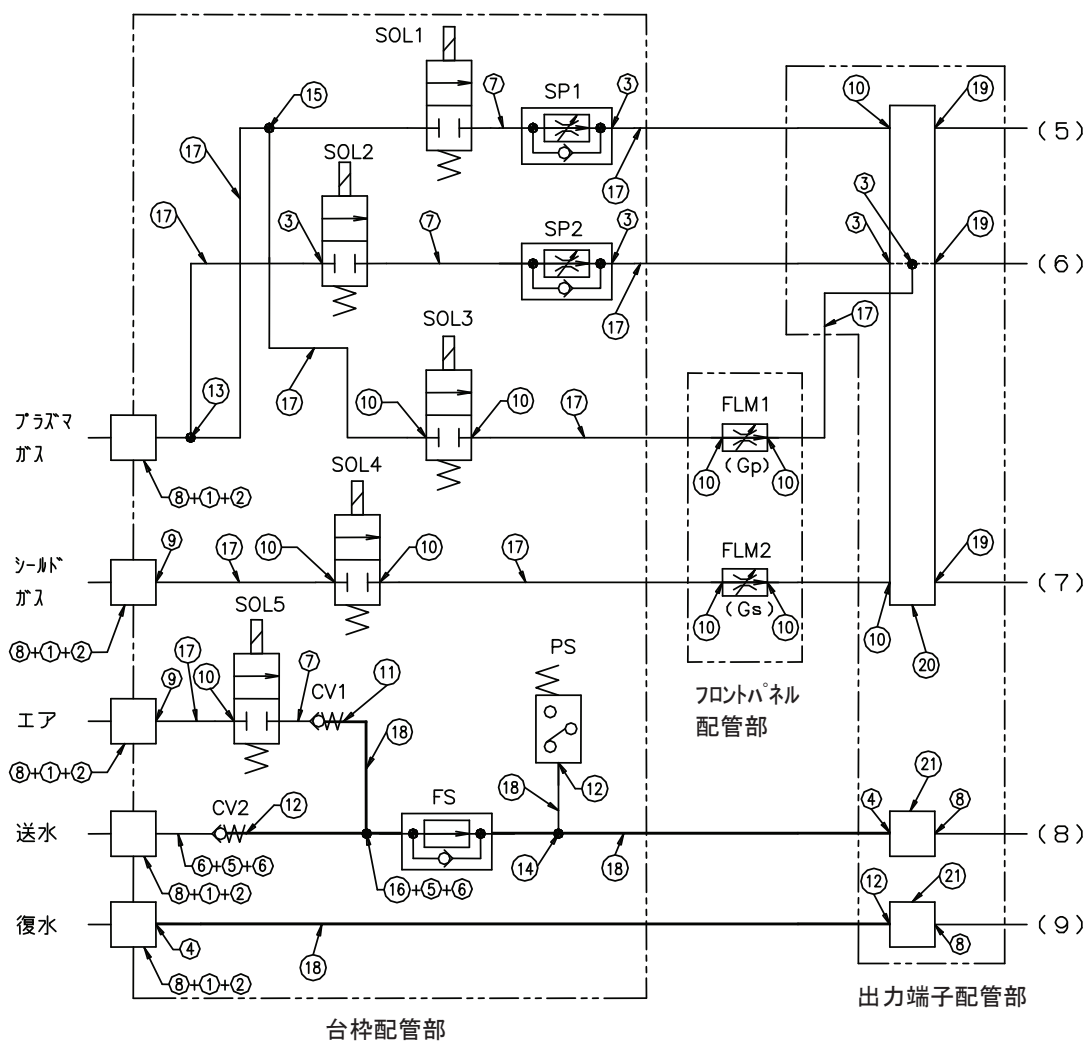 SOL1
⑦
SP1
③
⑮
⑩
⑲
(5)
⑰
SOL2
⑰
⑰
③
⑦
SP2
③
③
③
⑲
(6)
⑰
⑰
SOL3
⑰
⑬
⑩
⑩
⑰
FLM1
プラズマ
ガス
(Gp)
⑩
⑩
⑧+①+②
SOL4
⑨
⑰
⑩
⑩
⑰
FLM2
⑲
シールド
ガス
(7)
(Gs)
⑩
⑩
⑩
⑳
⑧+①+②
SOL5
⑰
⑨
⑩
⑦
CV1
⑪
PS
フロントパネル
配管部
エア
⑱
⑧+①+②
CV2
⑫
FS
⑱
⑫
④
㉑
⑧
送水
(8)
⑥+⑤+⑥
⑯+⑤+⑥
⑭
⑱
⑧+①+②
⑫
㉑
復水
(9)
④
⑱
⑧
⑧+①+②
出力端子配管部
台枠配管部